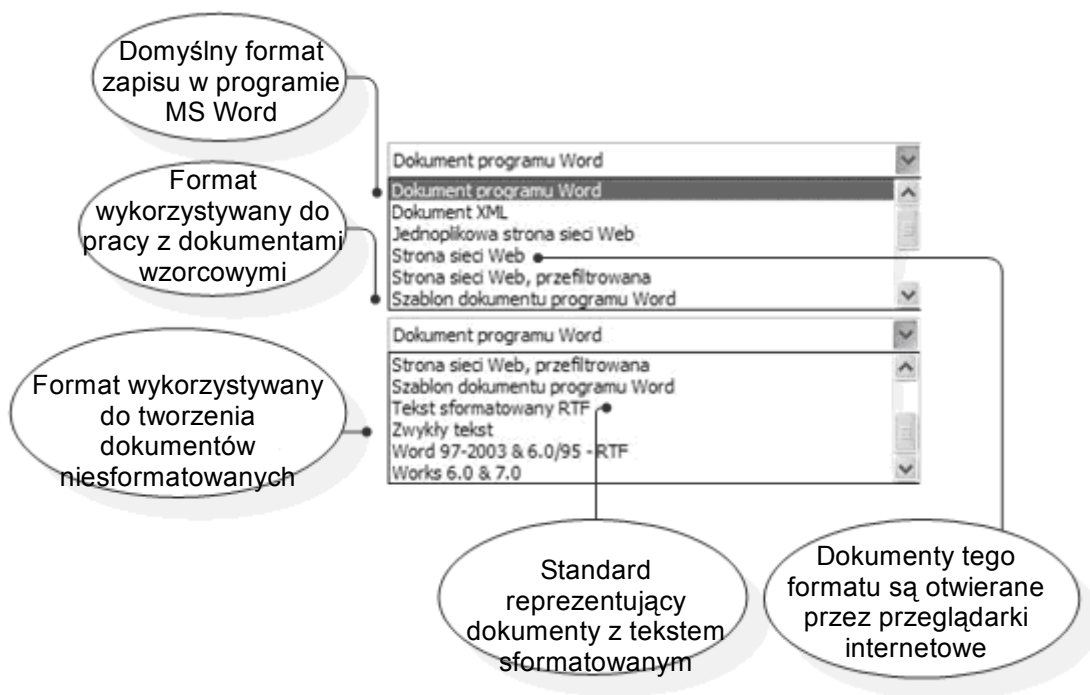 Domyślny format
zapisu w programie
MS Word
Format
wykorzystywany do
pracy z dokumentami
wzorcowymi
Format wykorzystywany
do tworzenia
dokumentów
niesformatowanych
Dokument programu Word
Dokument programu Word
Dokument XML
Jednoplikowa strona sieci Web
Strona sieci Web
Strona sieci Web, przefiltrowana
Szablon dokumentu programu Word
Dokument programu Word
Strona sieci Web, przefiltrowana
Szablon dokumentu programu Word
Tekst sformatowany RTF
Zwykły tekst
Word 97-2003 & 6.0/95 - RTF
Works 6.0 & 7.0
Standard
reprezentujący
dokumenty z tekstem
sformatowanym
Dokumenty tego
formatu są otwierane
przez przeglądarki
internetowe